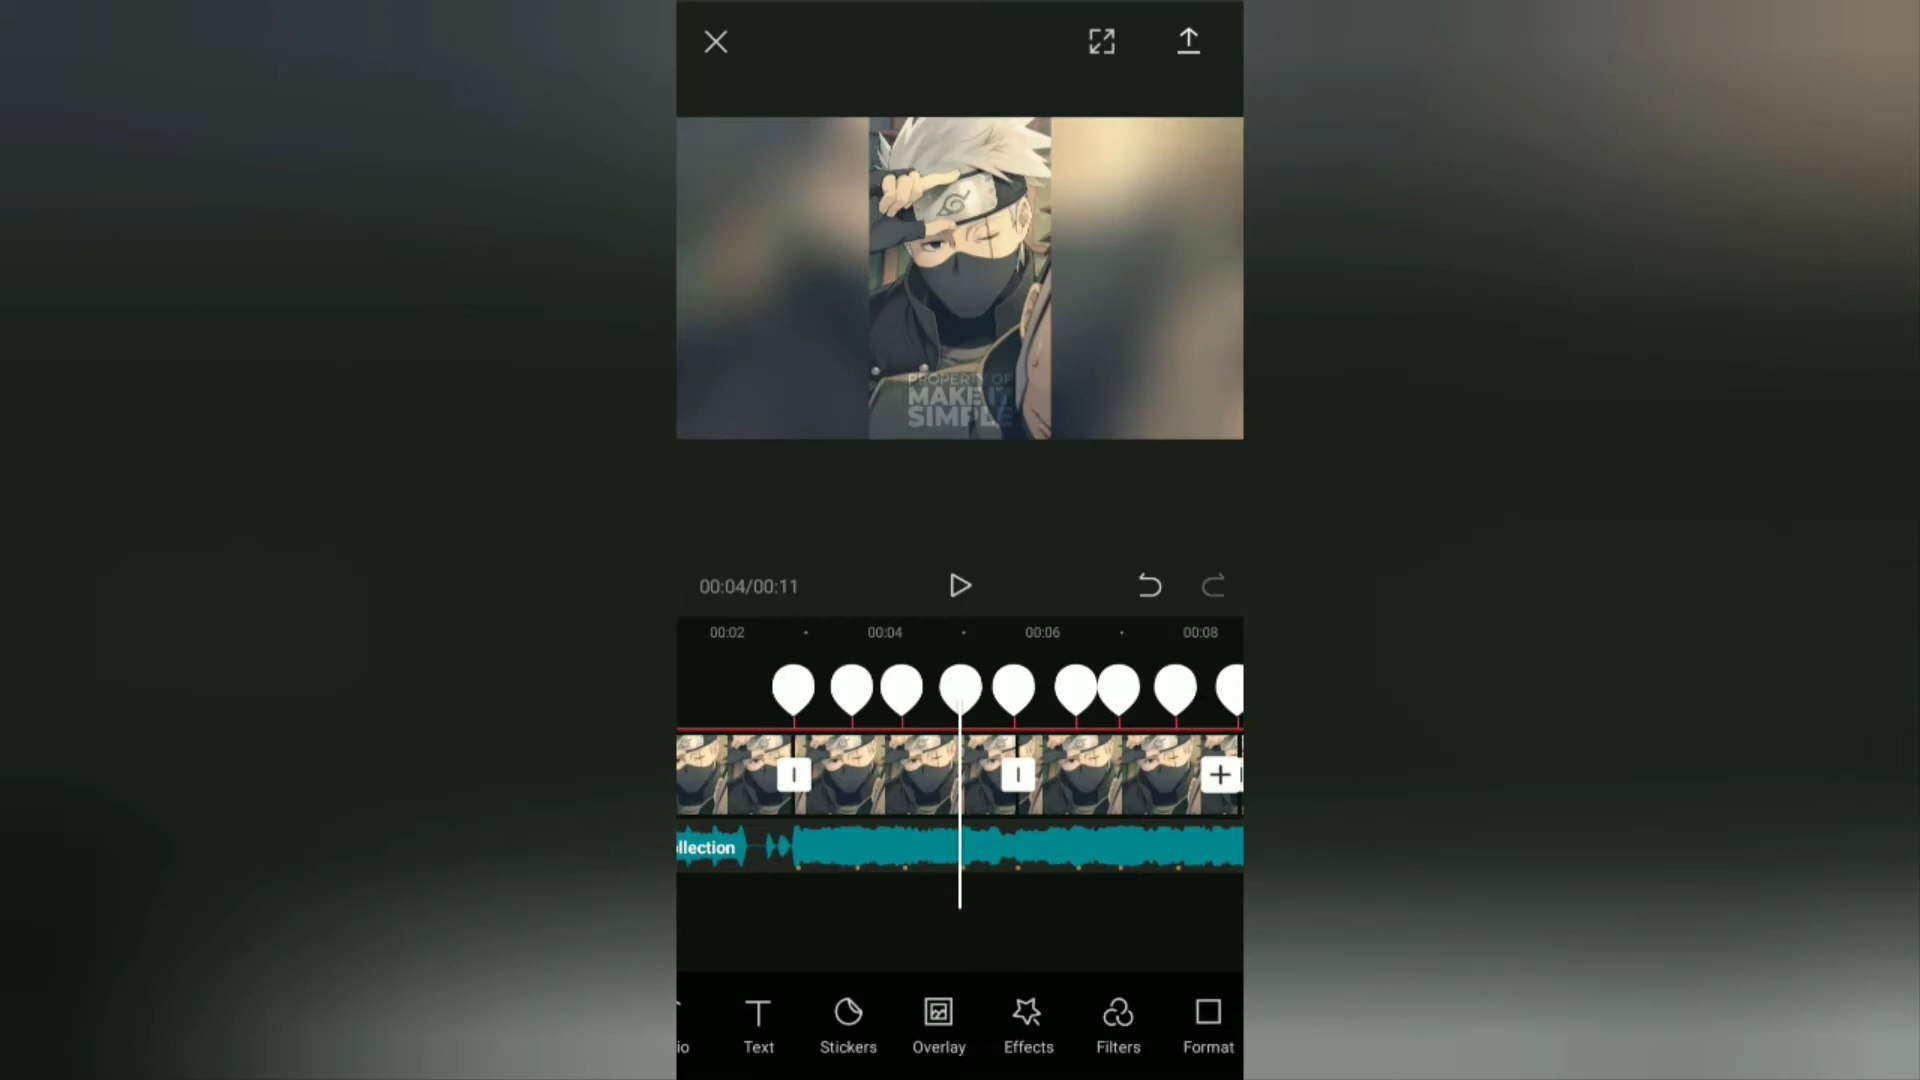 PROPERTY OF
MAKE IT
SIMPLE
00:04/00:11
00:02 00:04 00:06 00:08
llection
io Text Stickers Overlay Effects Filters Format